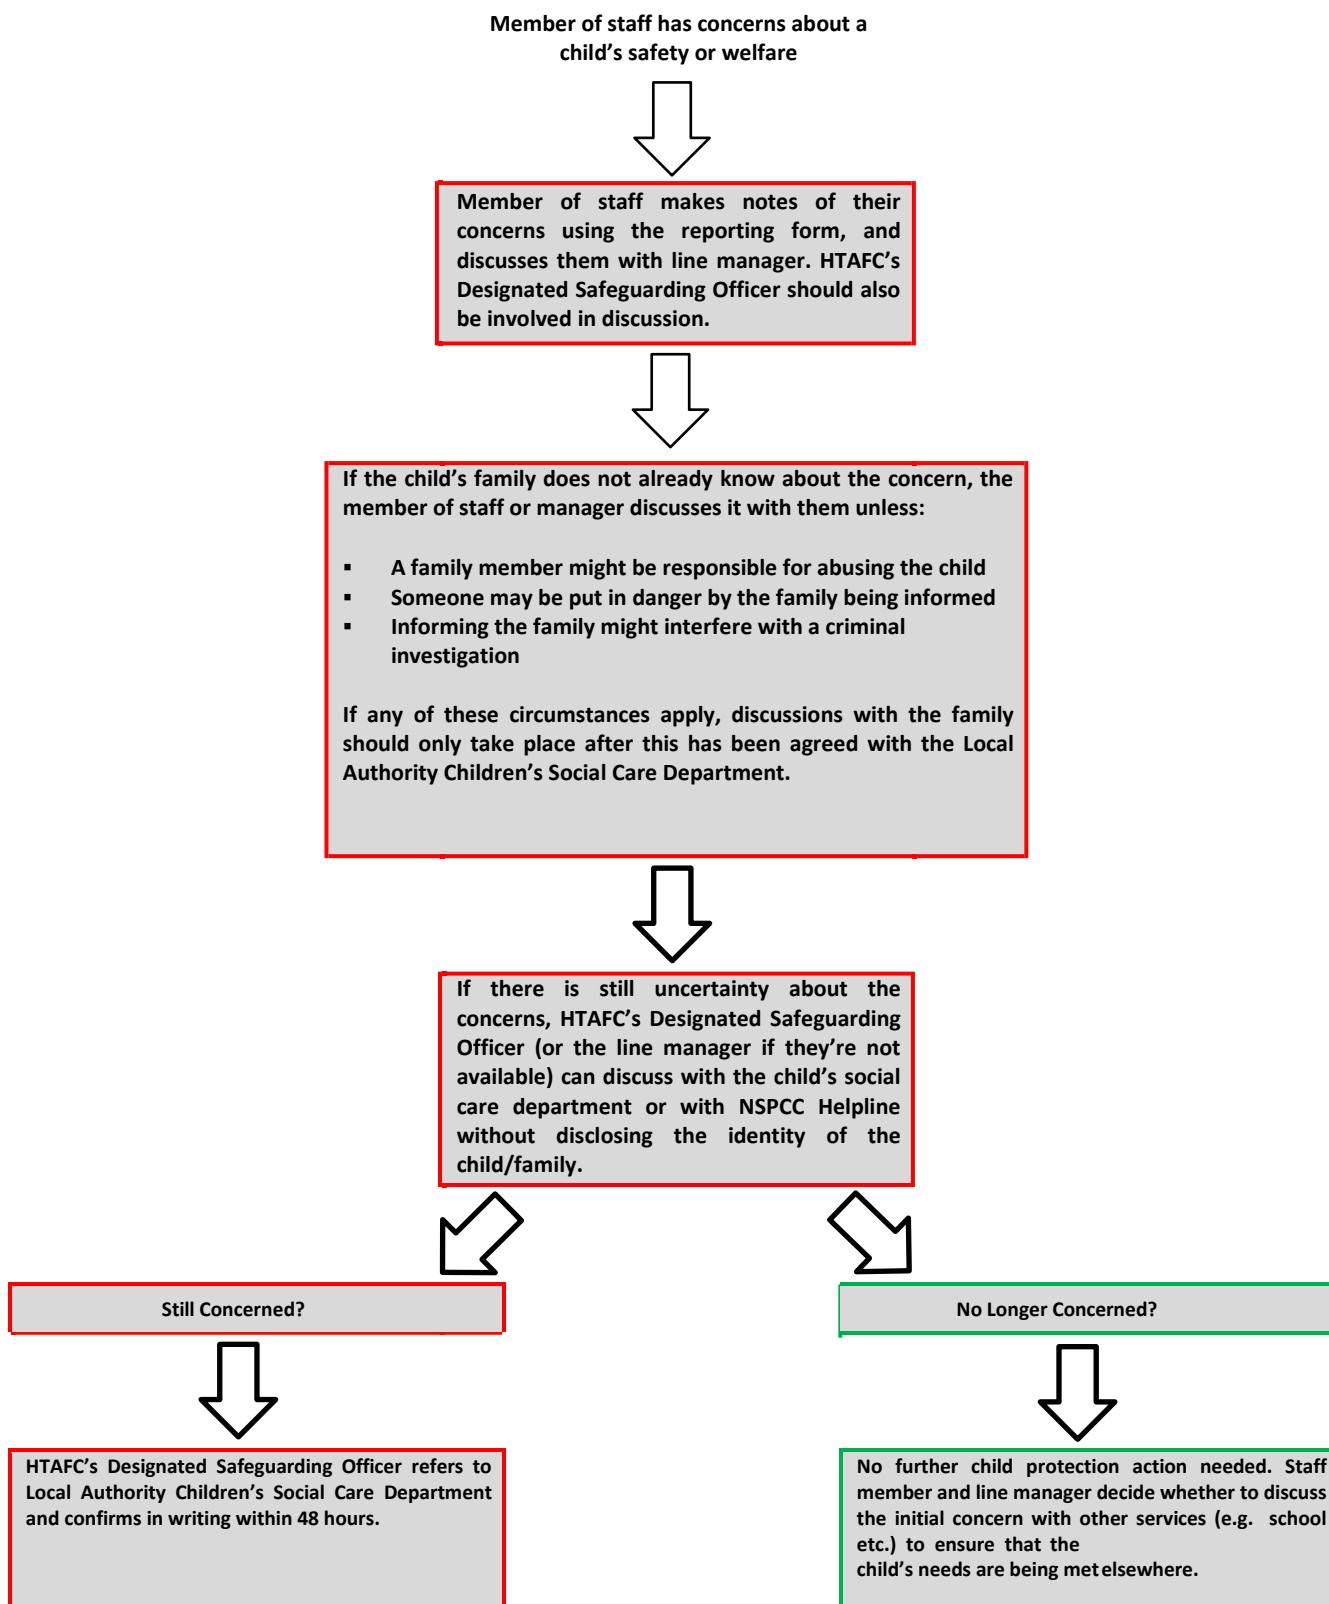 Member of staff has concerns about a
child’s safety or welfare
Member of staff makes notes of their
concerns using the reporting form, and
discusses them with line manager. HTAFC’s
Designated Safeguarding Officer should also
be involved in discussion.
If the child’s family does not already know about the concern, the
member of staff or manager discusses it with them unless:
▪ A family member might be responsible for abusing the child
▪ Someone may be put in danger by the family being informed
▪ Informing the family might interfere with a criminal
investigation
If any of these circumstances apply, discussions with the family
should only take place after this has been agreed with the Local
Authority Children’s Social Care Department.
If there is still uncertainty about the
concerns, HTAFC’s Designated Safeguarding
Officer (or the line manager if they’re not
available) can discuss with the child’s social
care department or with NSPCC Helpline
without disclosing the identity of the
child/family.
Still Concerned?
No Longer Concerned?
HTAFC’s Designated Safeguarding Officer refers to
Local Authority Children’s Social Care Department
and confirms in writing within 48 hours.
No further child protection action needed. Staff
member and line manager decide whether to discuss
the initial concern with other services (e.g. school
etc.) to ensure that the
child’s needs are being met elsewhere.